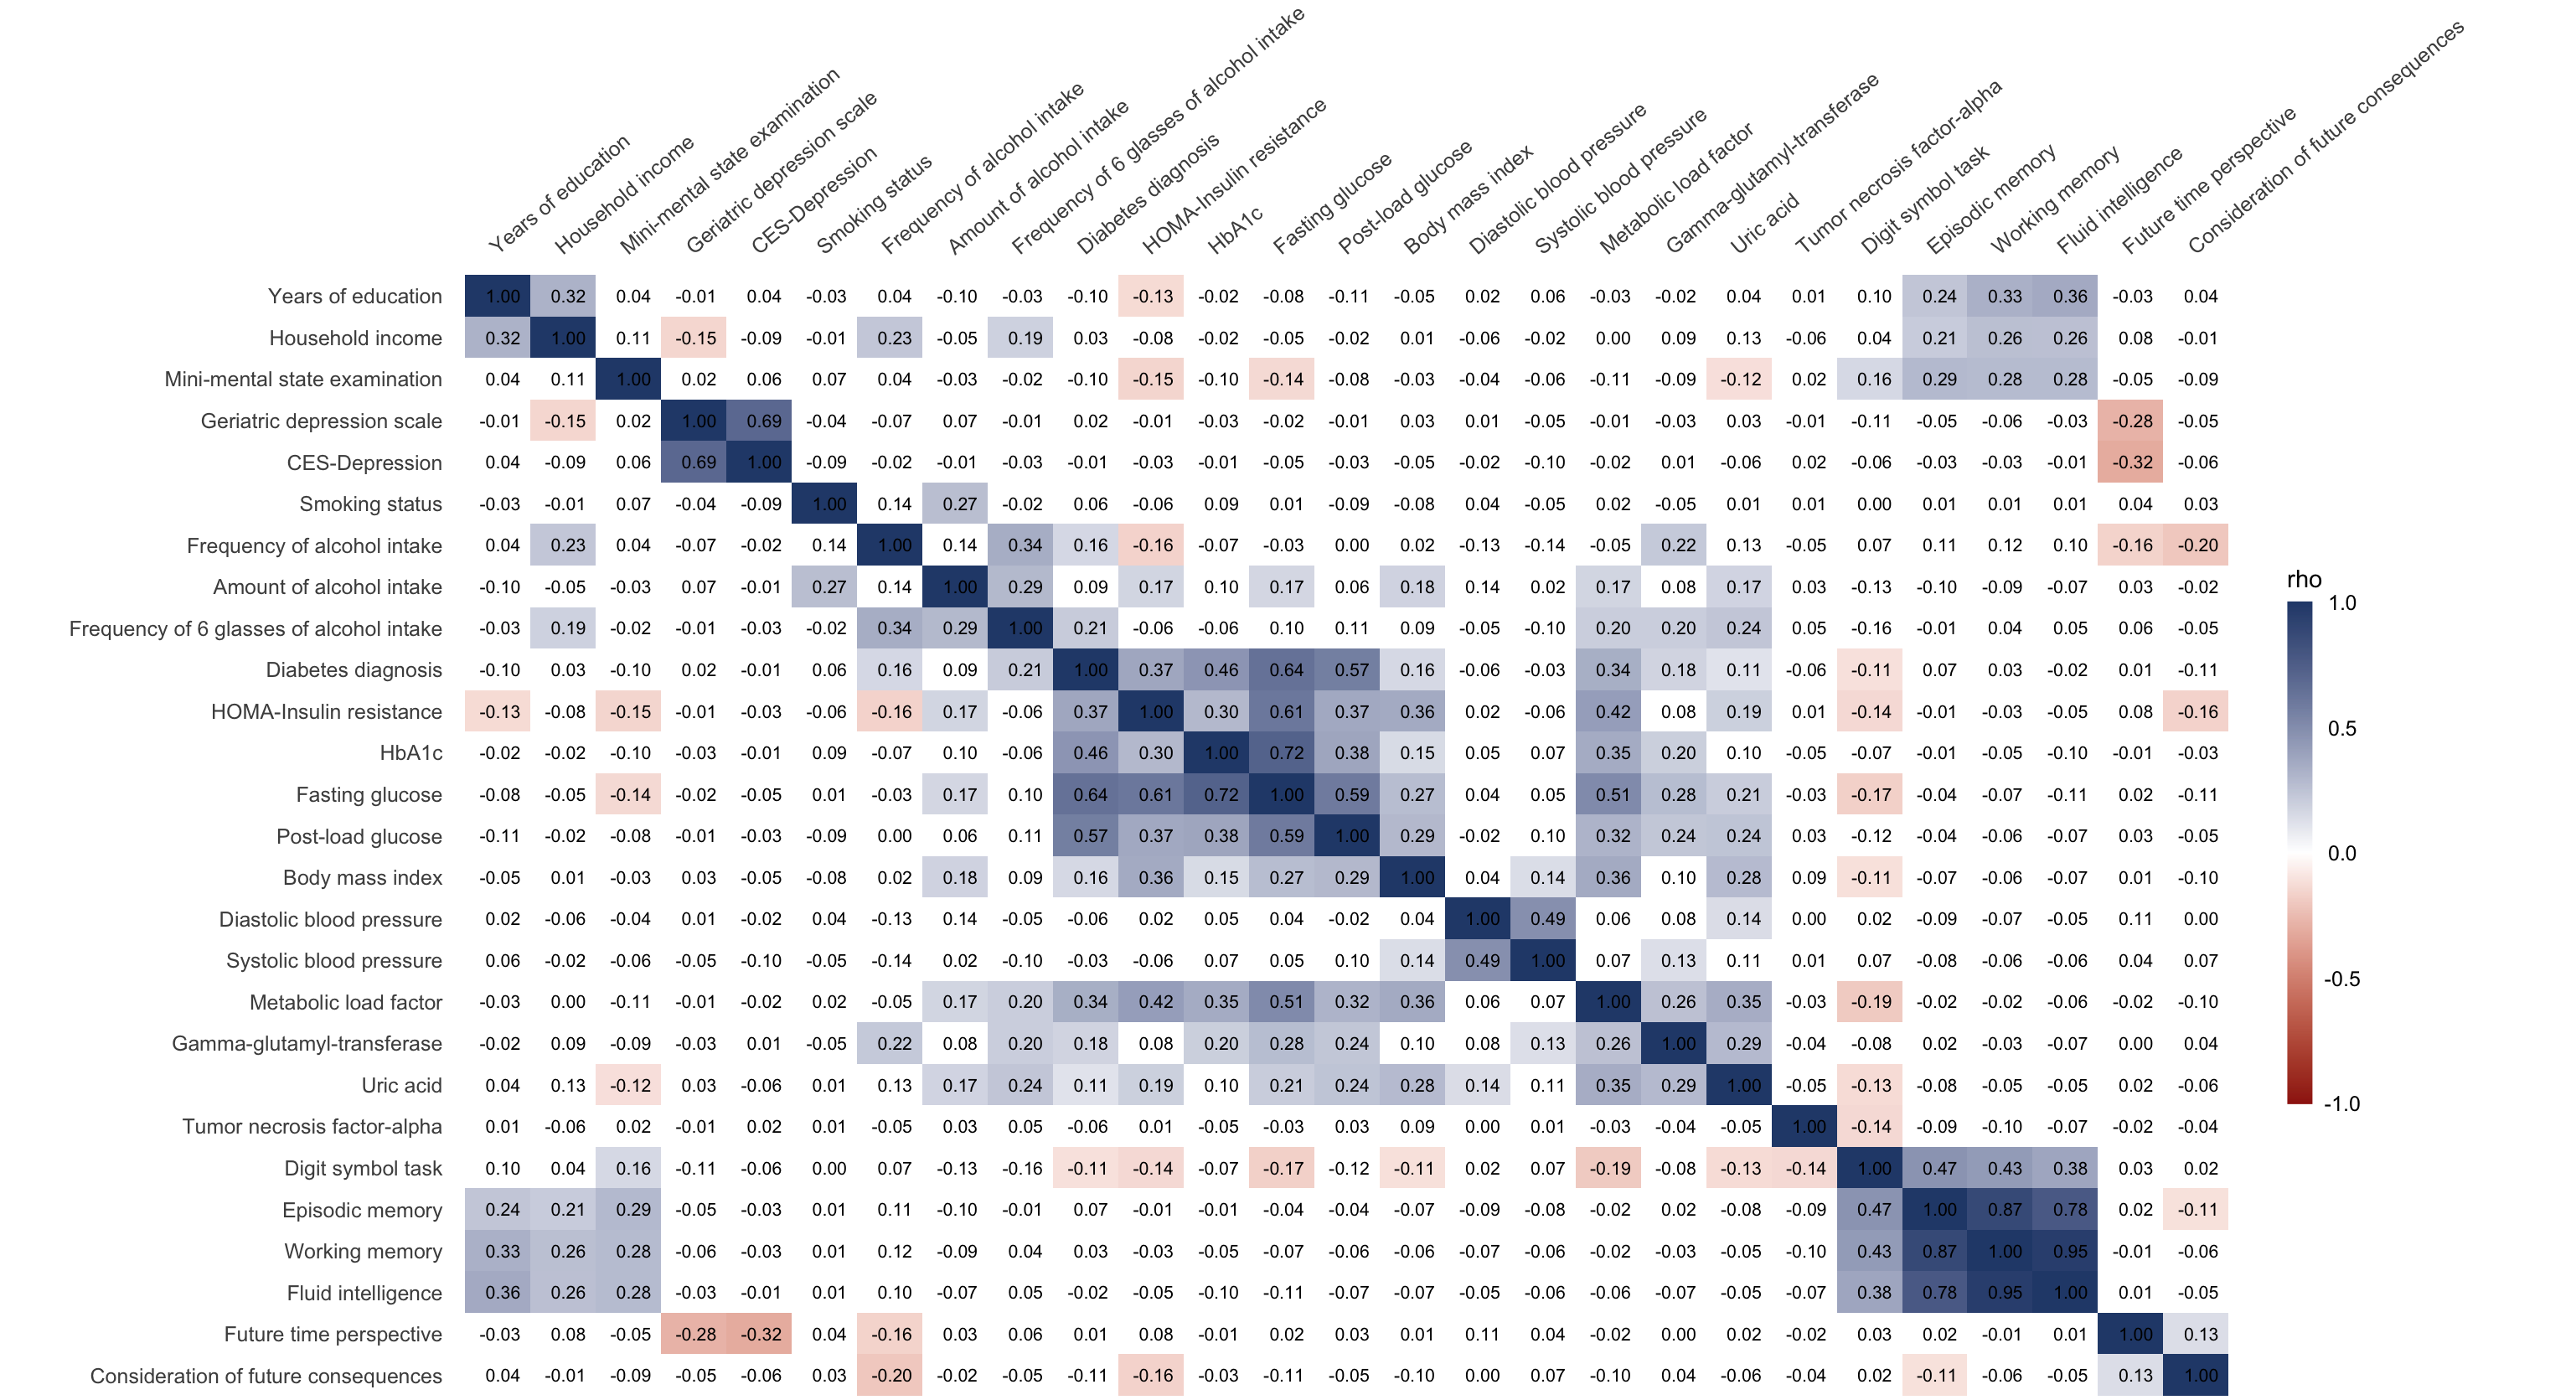 Years of education
Household income
Mini-mental state examination
Geriatric depression scale
CES-Depression
Smoking status
Frequency of alcohol intake
Amount of alcohol intake
Frequency of 6 glasses of alcohol intake
Diabetes diagnosis
HOMA-Insulin resistance
HbA1c
Fasting glucose
Post-load glucose
Body mass index
Diastolic blood pressure
Systolic blood pressure
Metabolic load factor
Gamma-glutamyl-transferase
Uric acid
Tumor necrosis factor-alpha
Digit symbol task
Episodic memory
Working memory
Fluid intelligence
Future time perspective
Consideration of future consequences
Years of education 1.00 0.32 0.04 -0.01 0.04 -0.03 0.04 -0.10 -0.03 -0.10 -0.13 -0.02 -0.08 -0.11 -0.05 0.02 0.06 -0.03 -0.02 0.04 0.01 0.10 0.24 0.33 0.36 -0.03 0.04
Household income 0.32 1.00 0.11 -0.15 -0.09 -0.01 0.23 -0.05 0.19 0.03 -0.08 -0.02 -0.05 -0.02 0.01 -0.06 -0.02 0.00 0.09 0.13 -0.06 0.04 0.21 0.26 0.26 0.08 -0.01
Mini-mental state examination 0.04 0.11 1.00 0.02 0.06 0.07 0.04 -0.03 -0.02 -0.10 -0.15 -0.10 -0.14 -0.08 -0.03 -0.04 -0.06 -0.11 -0.09 -0.12 0.02 0.16 0.29 0.28 0.28 -0.05 -0.09
Geriatric depression scale -0.01 -0.15 0.02 1.00 0.69 -0.04 -0.07 0.07 -0.01 0.02 -0.01 -0.03 -0.02 -0.01 0.03 0.01 -0.05 -0.01 -0.03 0.03 -0.01 -0.11 -0.05 -0.06 -0.03 -0.28 -0.05
CES-Depression 0.04 -0.09 0.06 0.69 1.00 -0.09 -0.02 -0.01 -0.03 -0.01 -0.03 -0.01 -0.05 -0.03 -0.05 -0.02 -0.10 -0.02 0.01 -0.06 0.02 -0.06 -0.03 -0.03 -0.01 -0.32 -0.06
Smoking status -0.03 -0.01 0.07 -0.04 -0.09 1.00 0.14 0.27 -0.02 0.06 -0.06 0.09 0.01 -0.09 -0.08 0.04 -0.05 0.02 -0.05 0.01 0.01 0.00 0.01 0.01 0.01 0.04 0.03
Frequency of alcohol intake 0.04 0.23 0.04 -0.07 -0.02 0.14 1.00 0.14 0.34 0.16 -0.16 -0.07 -0.03 0.00 0.02 -0.13 -0.14 -0.05 0.22 0.13 -0.05 0.07 0.11 0.12 0.10 -0.16 -0.20
Amount of alcohol intake -0.10 -0.05 -0.03 0.07 -0.01 0.27 0.14 1.00 0.29 0.09 0.17 0.10 0.17 0.06 0.18 0.14 0.02 0.17 0.08 0.17 0.03 -0.13 -0.10 -0.09 -0.07 0.03 -0.02
Frequency of 6 glasses of alcohol intake -0.03 0.19 -0.02 -0.01 -0.03 -0.02 0.34 0.29 1.00 0.21 -0.06 -0.06 0.10 0.11 0.09 -0.05 -0.10 0.20 0.20 0.24 0.05 -0.16 -0.01 0.04 0.05 0.06 -0.05
Diabetes diagnosis -0.10 0.03 -0.10 0.02 -0.01 0.06 0.16 0.09 0.21 1.00 0.37 0.46 0.64 0.57 0.16 -0.06 -0.03 0.34 0.18 0.11 -0.06 -0.11 0.07 0.03 -0.02 0.01 -0.11
HOMA-Insulin resistance -0.13 -0.08 -0.15 -0.01 -0.03 -0.06 -0.16 0.17 -0.06 0.37 1.00 0.30 0.61 0.37 0.36 0.02 -0.06 0.42 0.08 0.19 0.01 -0.14 -0.01 -0.03 -0.05 0.08 -0.16
HbA1c -0.02 -0.02 -0.10 -0.03 -0.01 0.09 -0.07 0.10 -0.06 0.46 0.30 1.00 0.72 0.38 0.15 0.05 0.07 0.35 0.20 0.10 -0.05 -0.07 -0.01 -0.05 -0.10 -0.01 -0.03
Fasting glucose -0.08 -0.05 -0.14 -0.02 -0.05 0.01 -0.03 0.17 0.10 0.64 0.61 0.72 1.00 0.59 0.27 0.04 0.05 0.51 0.28 0.21 -0.03 -0.17 -0.04 -0.07 -0.11 0.02 -0.11
Post-load glucose -0.11 -0.02 -0.08 -0.01 -0.03 -0.09 0.00 0.06 0.11 0.57 0.37 0.38 0.59 1.00 0.29 -0.02 0.10 0.32 0.24 0.24 0.03 -0.12 -0.04 -0.06 -0.07 0.03 -0.05
Body mass index -0.05 0.01 -0.03 0.03 -0.05 -0.08 0.02 0.18 0.09 0.16 0.36 0.15 0.27 0.29 1.00 0.04 0.14 0.36 0.10 0.28 0.09 -0.11 -0.07 -0.06 -0.07 0.01 -0.10
Diastolic blood pressure 0.02 -0.06 -0.04 0.01 -0.02 0.04 -0.13 0.14 -0.05 -0.06 0.02 0.05 0.04 -0.02 0.04 1.00 0.49 0.06 0.08 0.14 0.00 0.02 -0.09 -0.07 -0.05 0.11 0.00
Systolic blood pressure 0.06 -0.02 -0.06 -0.05 -0.10 -0.05 -0.14 0.02 -0.10 -0.03 -0.06 0.07 0.05 0.10 0.14 0.49 1.00 0.07 0.13 0.11 0.01 0.07 -0.08 -0.06 -0.06 0.04 0.07
Metabolic load factor -0.03 0.00 -0.11 -0.01 -0.02 0.02 -0.05 0.17 0.20 0.34 0.42 0.35 0.51 0.32 0.36 0.06 0.07 1.00 0.26 0.35 -0.03 -0.19 -0.02 -0.02 -0.06 -0.02 -0.10
Gamma-glutamyl-transferase -0.02 0.09 -0.09 -0.03 0.01 -0.05 0.22 0.08 0.20 0.18 0.08 0.20 0.28 0.24 0.10 0.08 0.13 0.26 1.00 0.29 -0.04 -0.08 0.02 -0.03 -0.07 0.00 0.04
Uric acid 0.04 0.13 -0.12 0.03 -0.06 0.01 0.13 0.17 0.24 0.11 0.19 0.10 0.21 0.24 0.28 0.14 0.11 0.35 0.29 1.00 -0.05 -0.13 -0.08 -0.05 -0.05 0.02 -0.06
Tumor necrosis factor-alpha 0.01 -0.06 0.02 -0.01 0.02 0.01 -0.05 0.03 0.05 -0.06 0.01 -0.05 -0.03 0.03 0.09 0.00 0.01 -0.03 -0.04 -0.05 1.00 -0.14 -0.09 -0.10 -0.07 -0.02 -0.04
Digit symbol task 0.10 0.04 0.16 -0.11 -0.06 0.00 0.07 -0.13 -0.16 -0.11 -0.14 -0.07 -0.17 -0.12 -0.11 0.02 0.07 -0.19 -0.08 -0.13 -0.14 1.00 0.47 0.43 0.38 0.03 0.02
Episodic memory 0.24 0.21 0.29 -0.05 -0.03 0.01 0.11 -0.10 -0.01 0.07 -0.01 -0.01 -0.04 -0.04 -0.07 -0.09 -0.08 -0.02 0.02 -0.08 -0.09 0.47 1.00 0.87 0.78 0.02 -0.11
Working memory 0.33 0.26 0.28 -0.06 -0.03 0.01 0.12 -0.09 0.04 0.03 -0.03 -0.05 -0.07 -0.06 -0.06 -0.07 -0.06 -0.02 -0.03 -0.05 -0.10 0.43 0.87 1.00 0.95 -0.01 -0.06
Fluid intelligence 0.36 0.26 0.28 -0.03 -0.01 0.01 0.10 -0.07 0.05 -0.02 -0.05 -0.10 -0.11 -0.07 -0.07 -0.05 -0.06 -0.06 -0.07 -0.05 -0.07 0.38 0.78 0.95 1.00 0.01 -0.05
Future time perspective -0.03 0.08 -0.05 -0.28 -0.32 0.04 -0.16 0.03 0.06 0.01 0.08 -0.01 0.02 0.03 0.01 0.11 0.04 -0.02 0.00 0.02 -0.02 0.03 0.02 -0.01 0.01 1.00 0.13
Consideration of future consequences 0.04 -0.01 -0.09 -0.05 -0.06 0.03 -0.20 -0.02 -0.05 -0.11 -0.16 -0.03 -0.11 -0.05 -0.10 0.00 0.07 -0.10 0.04 -0.06 -0.04 0.02 -0.11 -0.06 -0.05 0.13 1.00
rho
1.0
0.5
0.0
-0.5
-1.0